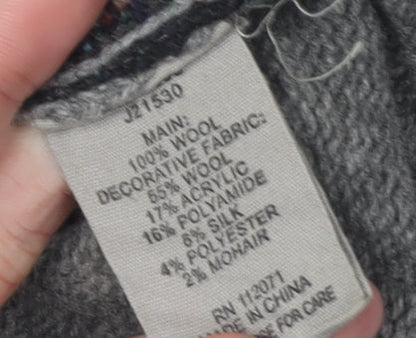 J21530
MAIN:
100% WOOL
DECORATIVE FABRIC:
55% WOOL
17% ACRYLIC
16% POLYAMIDE
6% SILK
4% POLYESTER
2% MOHAIR
RN 112071
MADE IN CHINA
FOR CARE